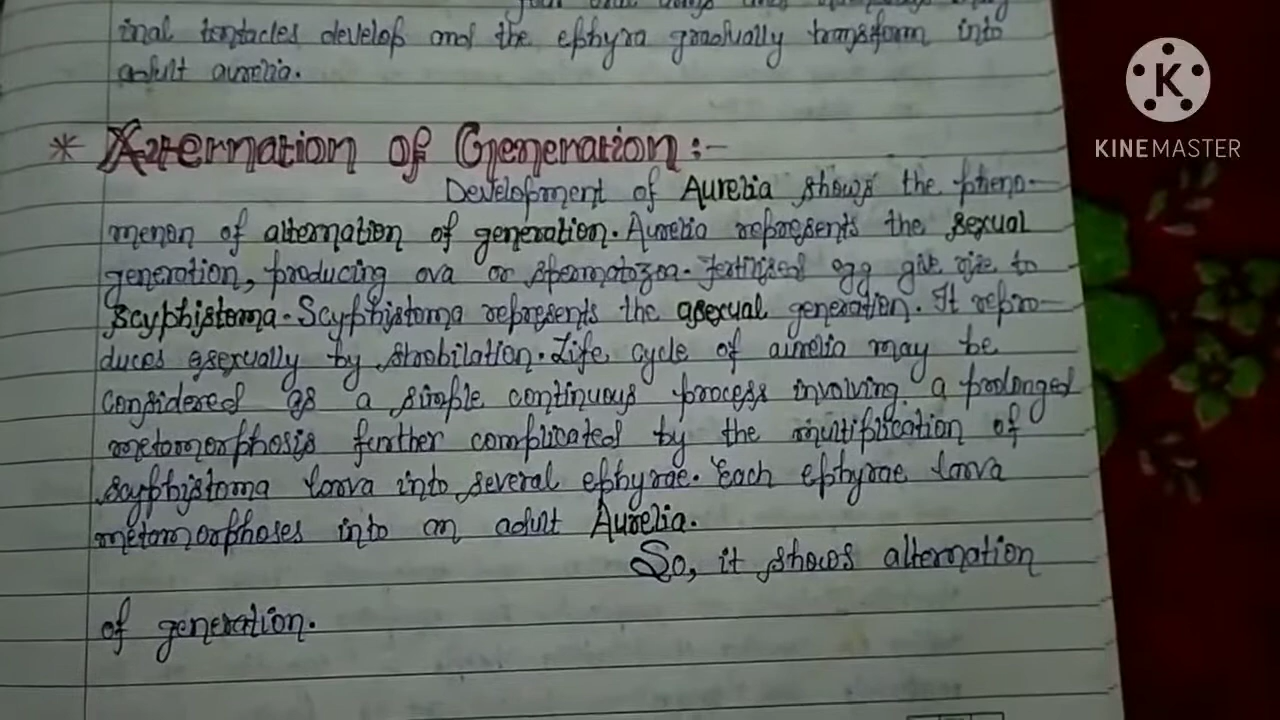 inal tentacles develop and the ephyra gradually transform into
adult aurelia.
* Alternation of Generation :-
Development of Aurelia shows the pheno-
menon of alternation of generation. Aurelia represents the sexual
generation, producing ova or spermatozoa. Fertilised egg give rise to
Scyphistoma. Scyphistoma represents the asexual generation. It repro-
duces asexually by strobilation. Life cycle of aurelia may be
considered as a simple continuous process involving a prolonged
metamorphosis further complicated by the multiplication of
scyphistoma larva into several ephyrae. Each ephyrae larva
metamorphoses into an adult Aurelia.
So, it shows alternation
of generation.
K
KINEMASTER